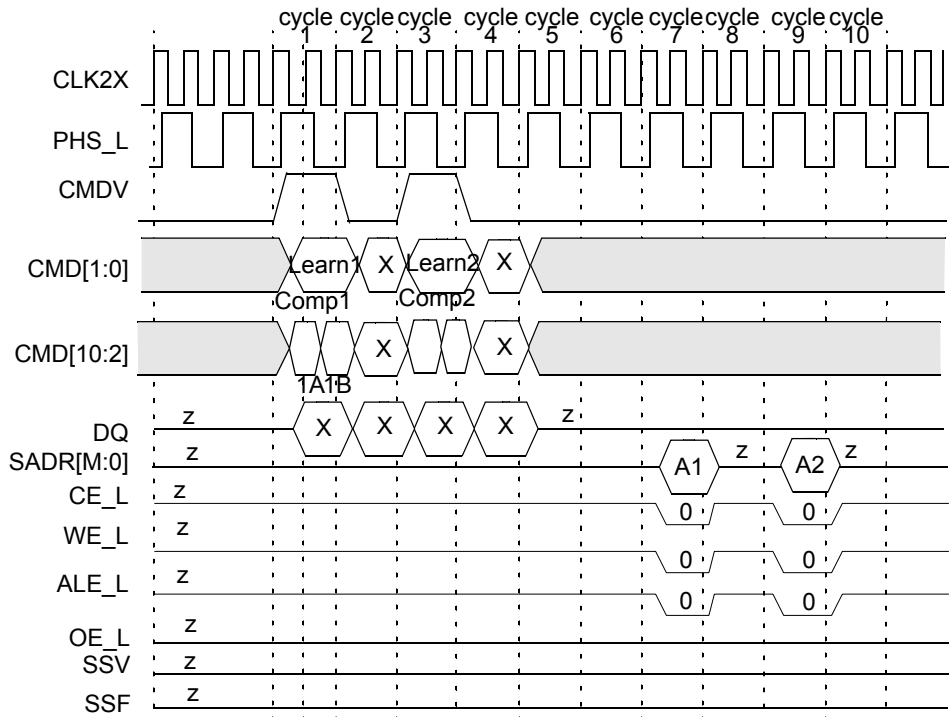 cycle cycle cycle cycle cycle cycle cycle cycle cycle cycle
1 2 3 4 5 6 7 8 9 10
CLK2X
PHS_L
CMDV
CMD[1:0] Learn1 X Learn2 X
Comp1 Comp2
CMD[10:2] X X
1A1B
DQ z X X X X z
SADR[M:0] z A1 z A2 z
CE_L z 0 0
WE_L z 0 0
ALE_L z 0 0
OE_L z
SSV z
SSF z